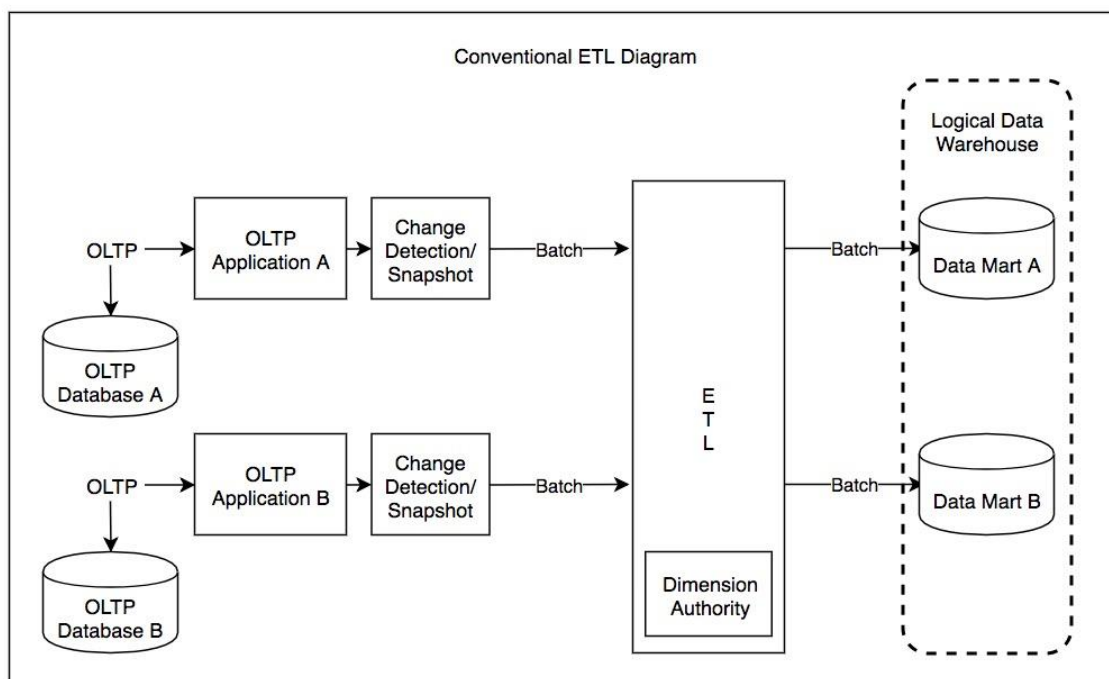 Conventional ETL Diagram
Logical Data
Warehouse
OLTP
OLTP
Application A
Change
Detection/
Snapshot
Batch
Batch
Data Mart A
OLTP
Database A
E
T
L
OLTP
OLTP
Application B
Change
Detection/
Snapshot
Batch
Batch
Data Mart B
OLTP
Database B
Dimension
Authority